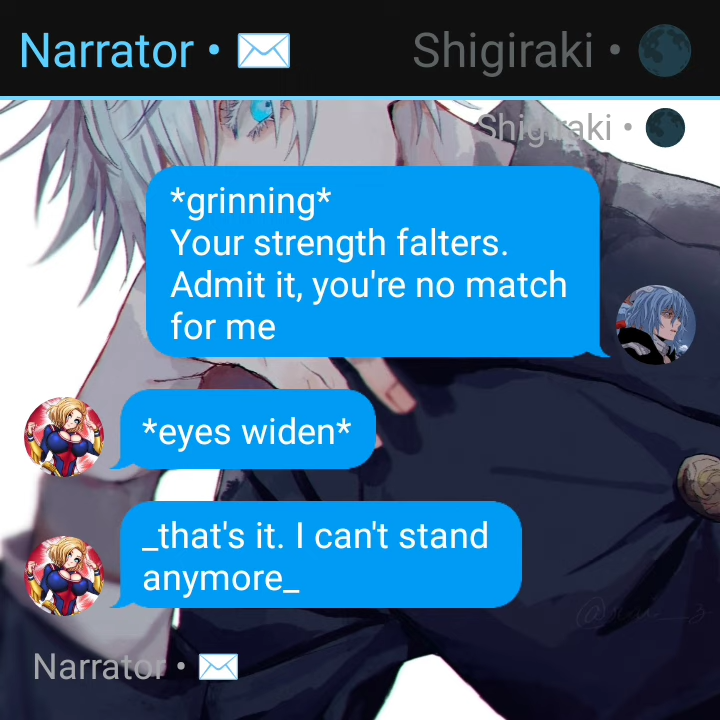 Narrator • ✉️ Shigiraki • 🌑
Shigiraki • 🌑
*grinning*
Your strength falters.
Admit it, you're no match
for me
*eyes widen*
_that's it. I can't stand
anymore_
Narrator • ✉️